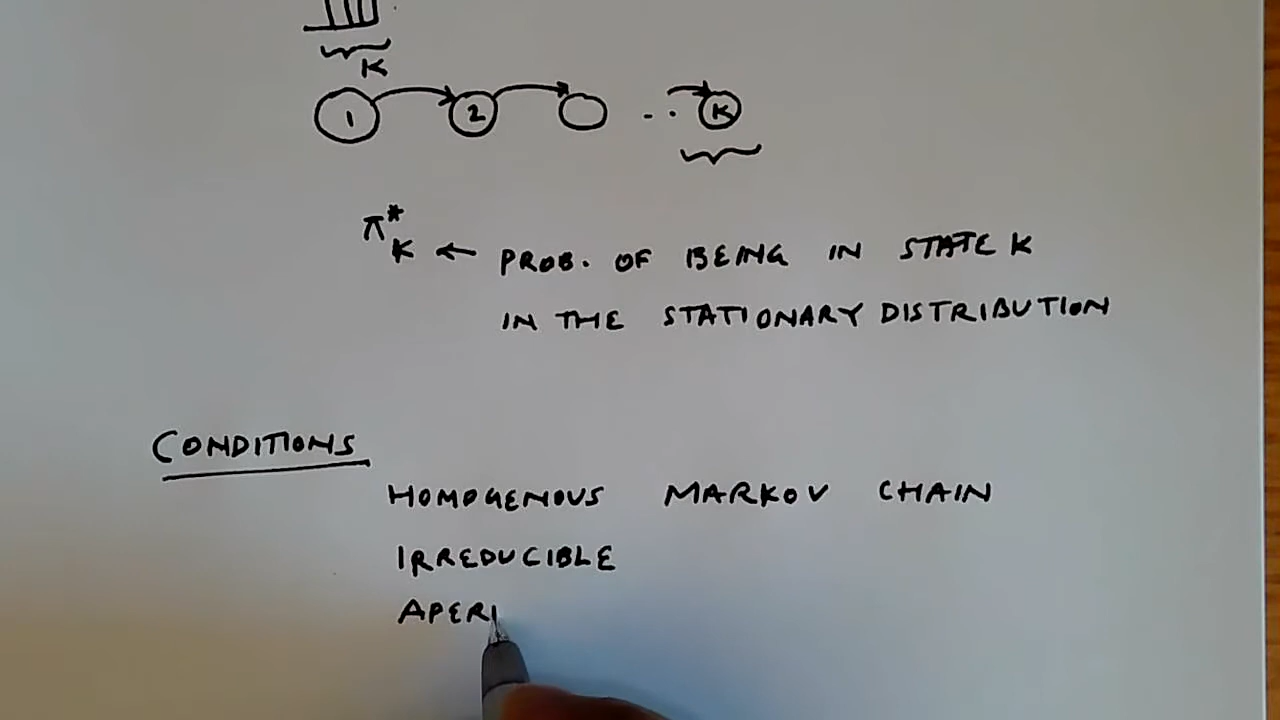 K
1 2 .. K
π*K ← PROB. OF BEING IN STATE K
IN THE STATIONARY DISTRIBUTION
CONDITIONS
HOMOGENOUS MARKOV CHAIN
IRREDUCIBLE
APERI